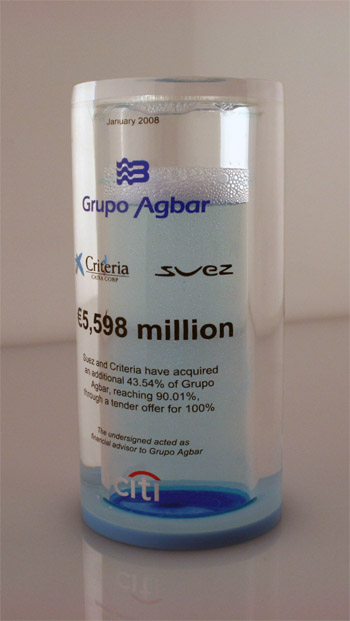 January 2008
Grupo Agbar
Criteria suez
CAIXA CORP
€5,598 million
Suez and Criteria have acquired
an additional 43.54% of Grupo
Agbar, reaching 90.01%,
through a tender offer for 100%
The undersigned acted as
financial advisor to Grupo Agbar
citi